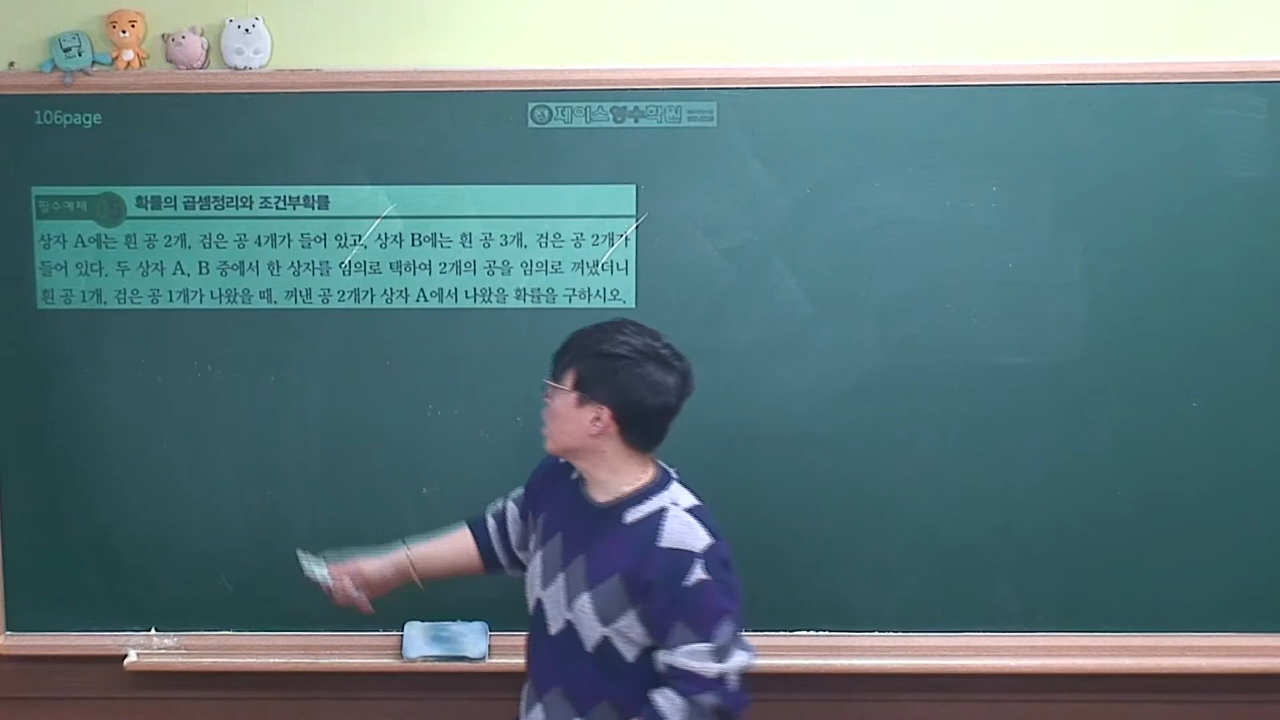 106page
제이스영수학원
필수예제 확률의 곱셈정리와 조건부확률
상자 A에는 흰 공 2개, 검은 공 4개가 들어 있고, 상자 B에는 흰 공 3개, 검은 공 2개가
들어 있다. 두 상자 A, B 중에서 한 상자를 임의로 택하여 2개의 공을 임의로 꺼냈더니
흰 공 1개, 검은 공 1개가 나왔을 때, 꺼낸 공 2개가 상자 A에서 나왔을 확률을 구하시오.